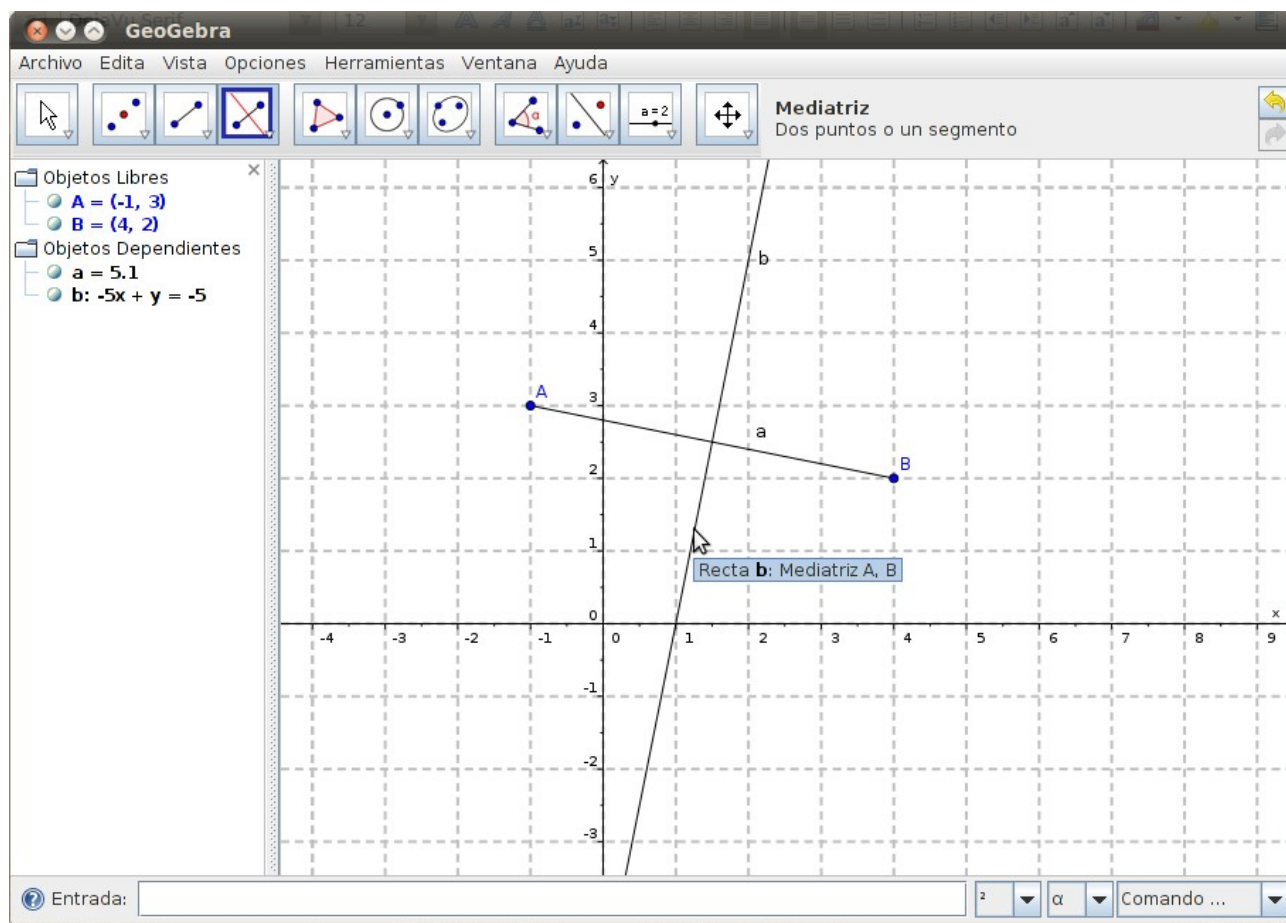 12
GeoGebra
Archivo Edita Vista Opciones Herramientas Ventana Ayuda
α
a = 2
Mediatriz
Dos puntos o un segmento
Objetos Libres
A = (-1, 3)
B = (4, 2)
Objetos Dependientes
a = 5.1
b: -5x + y = -5
6 y
5
b
4
3
A
a
2
B
1
Recta b: Mediatriz A, B
0
x
-4 -3 -2 -1 0 1 2 3 4 5 6 7 8 9
-1
-2
-3
Entrada:
²
α
Comando ...